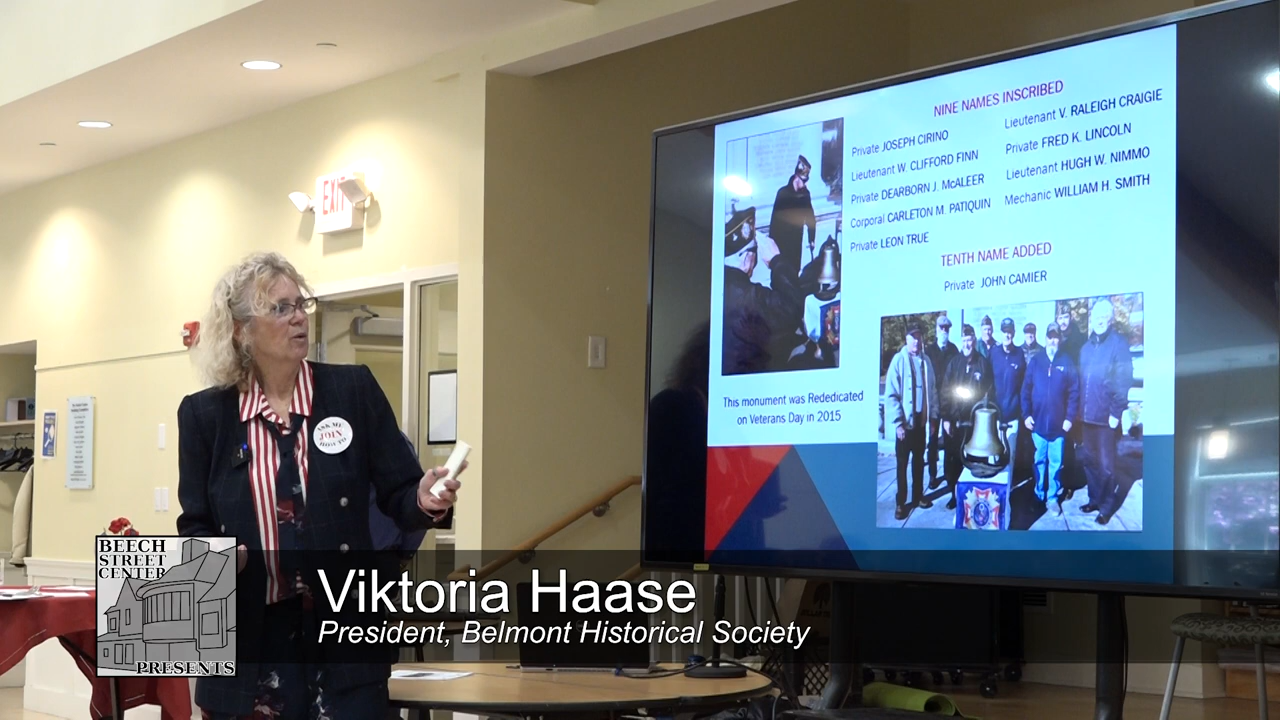 EXIT
NINE NAMES INSCRIBED
Private JOSEPH CIRINO
Lieutenant W. CLIFFORD FINN
Private DEARBORN J. McALEER
Corporal CARLETON M. PATIQUIN
Private LEON TRUE
Lieutenant V. RALEIGH CRAIGIE
Private FRED K. LINCOLN
Lieutenant HUGH W. NIMMO
Mechanic WILLIAM H. SMITH
TENTH NAME ADDED
Private JOHN CAMIER
This monument was Rededicated
on Veterans Day in 2015
ASK ME
JOIN
BEECH
STREET
CENTER
PRESENTS
Viktoria Haase
President, Belmont Historical Society